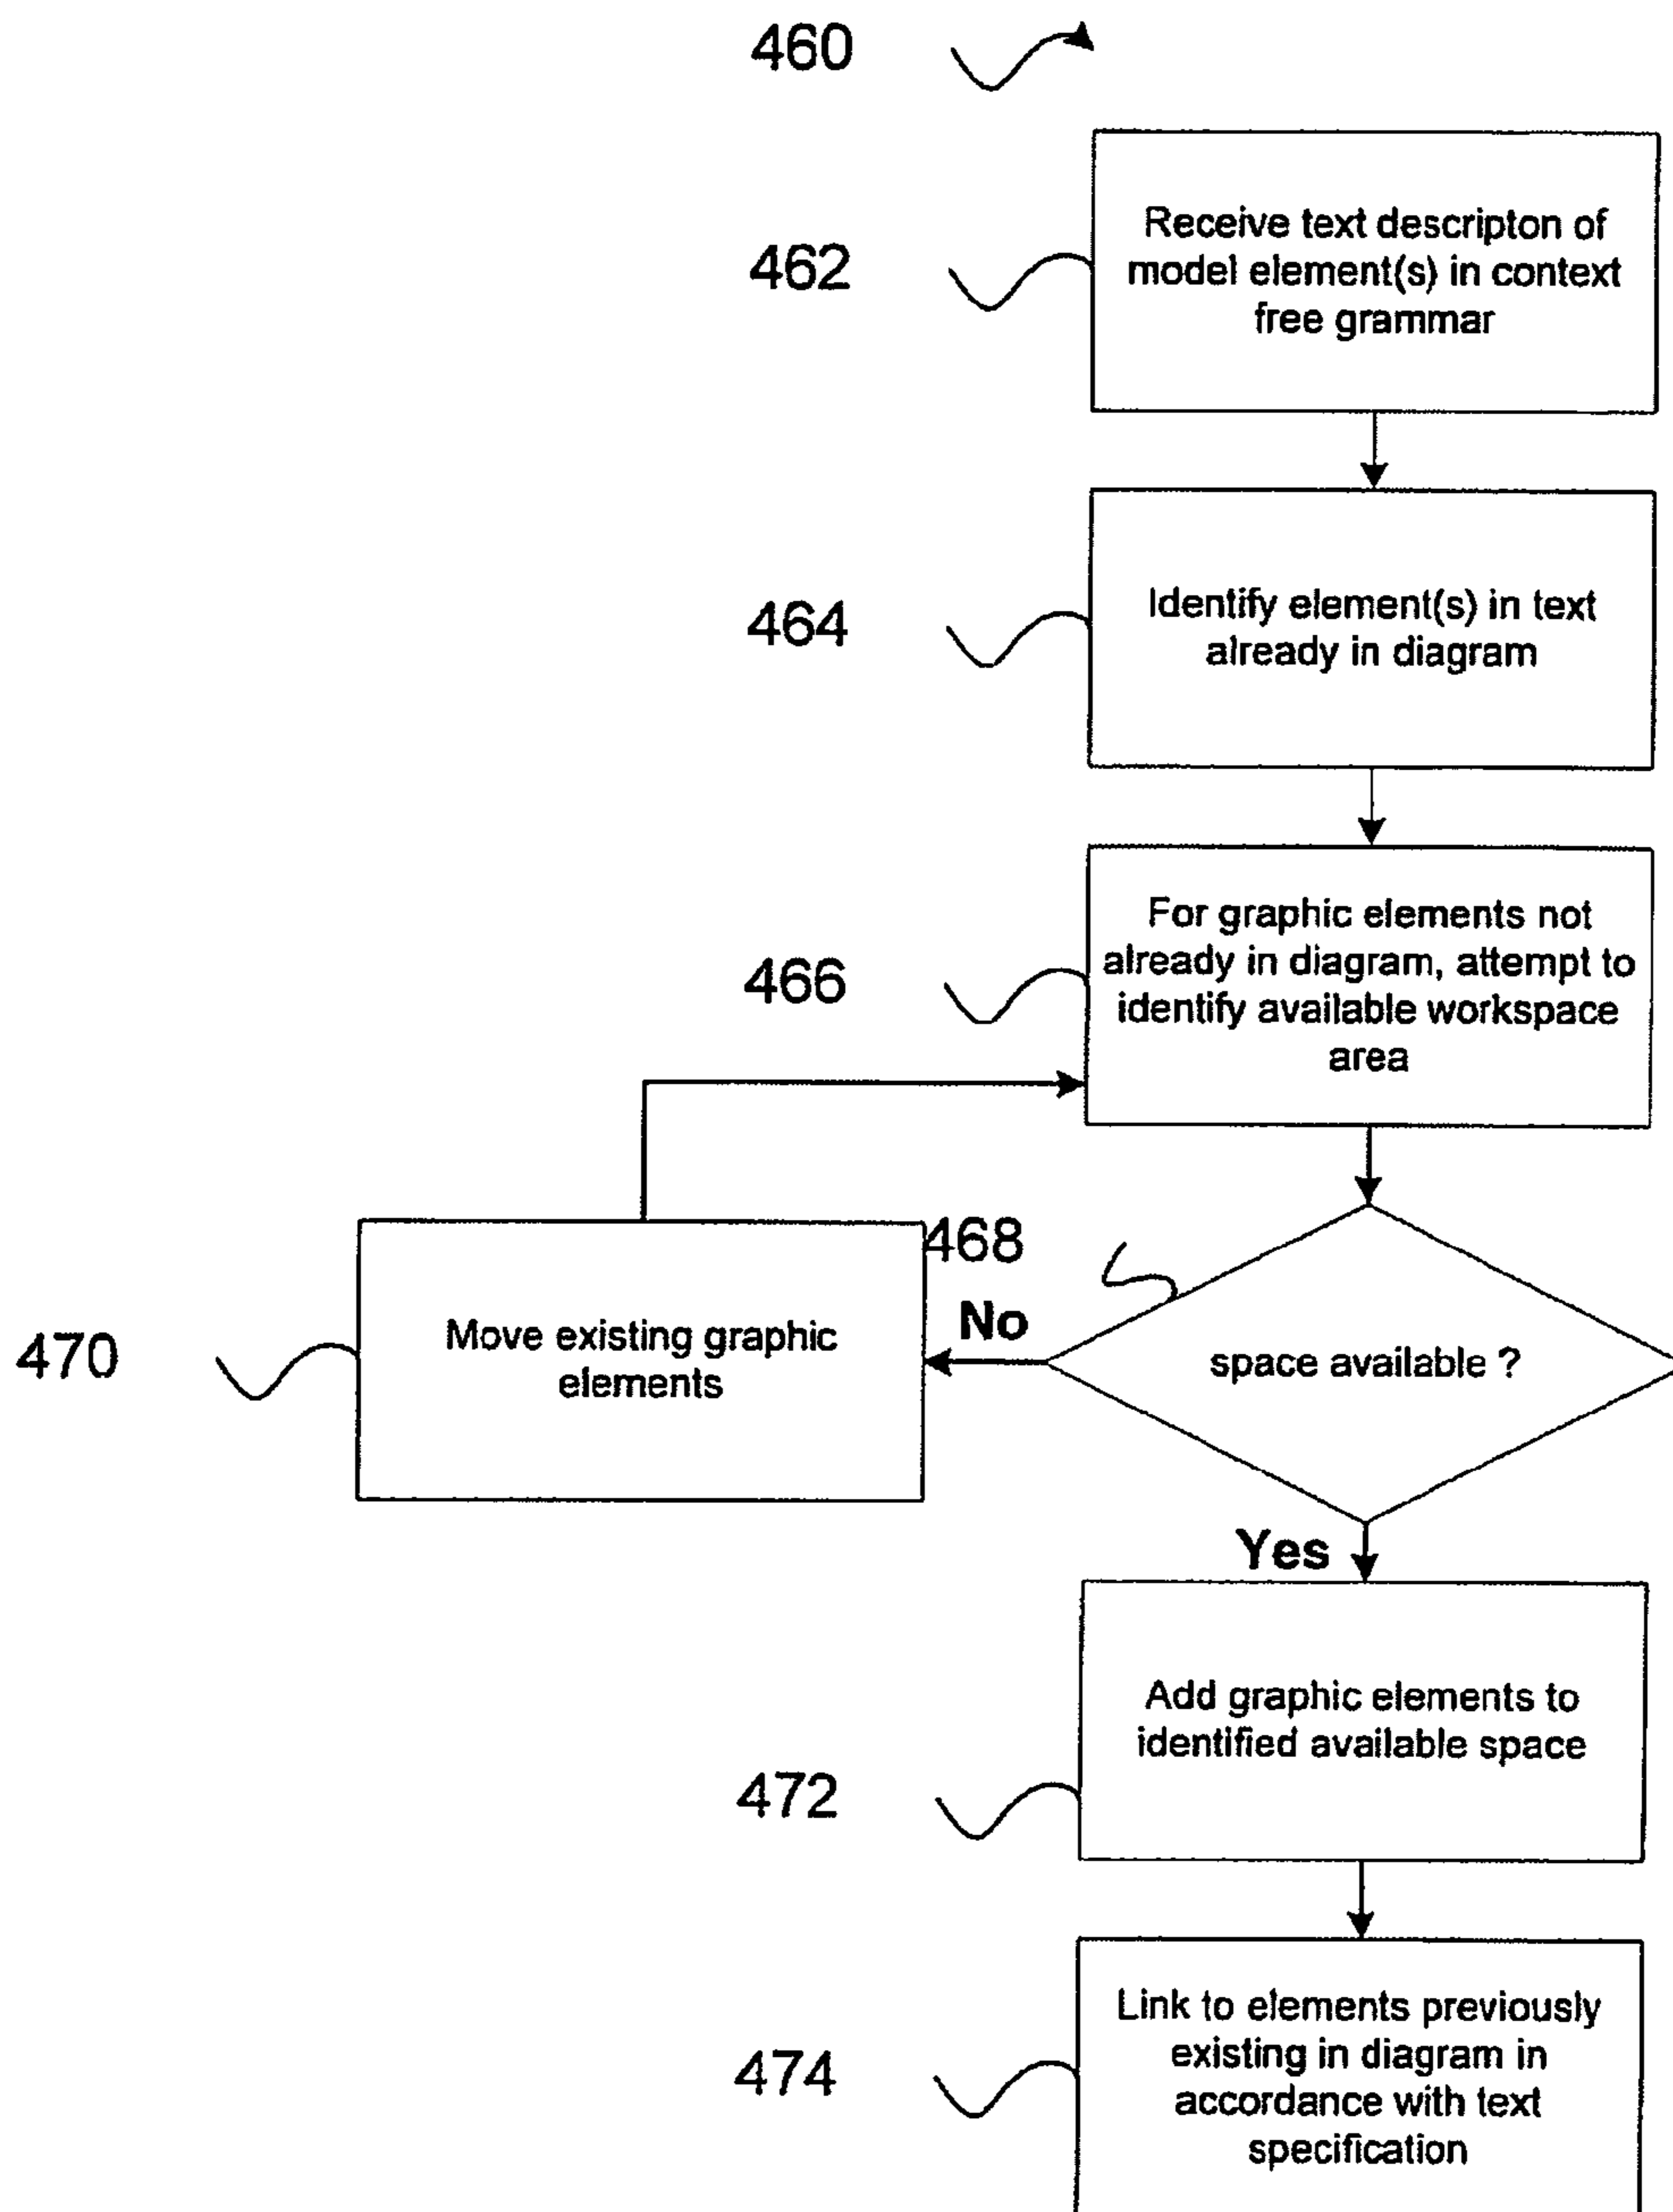 460
462
Receive text descripton of
model element(s) in context
free grammar
464
Identify element(s) in text
already in diagram
466
For graphic elements not
already in diagram, attempt to
identify available workspace
area
468
No
470
Move existing graphic
elements
space available ?
Yes
472
Add graphic elements to
identified available space
474
Link to elements previously
existing in diagram in
accordance with text
specification